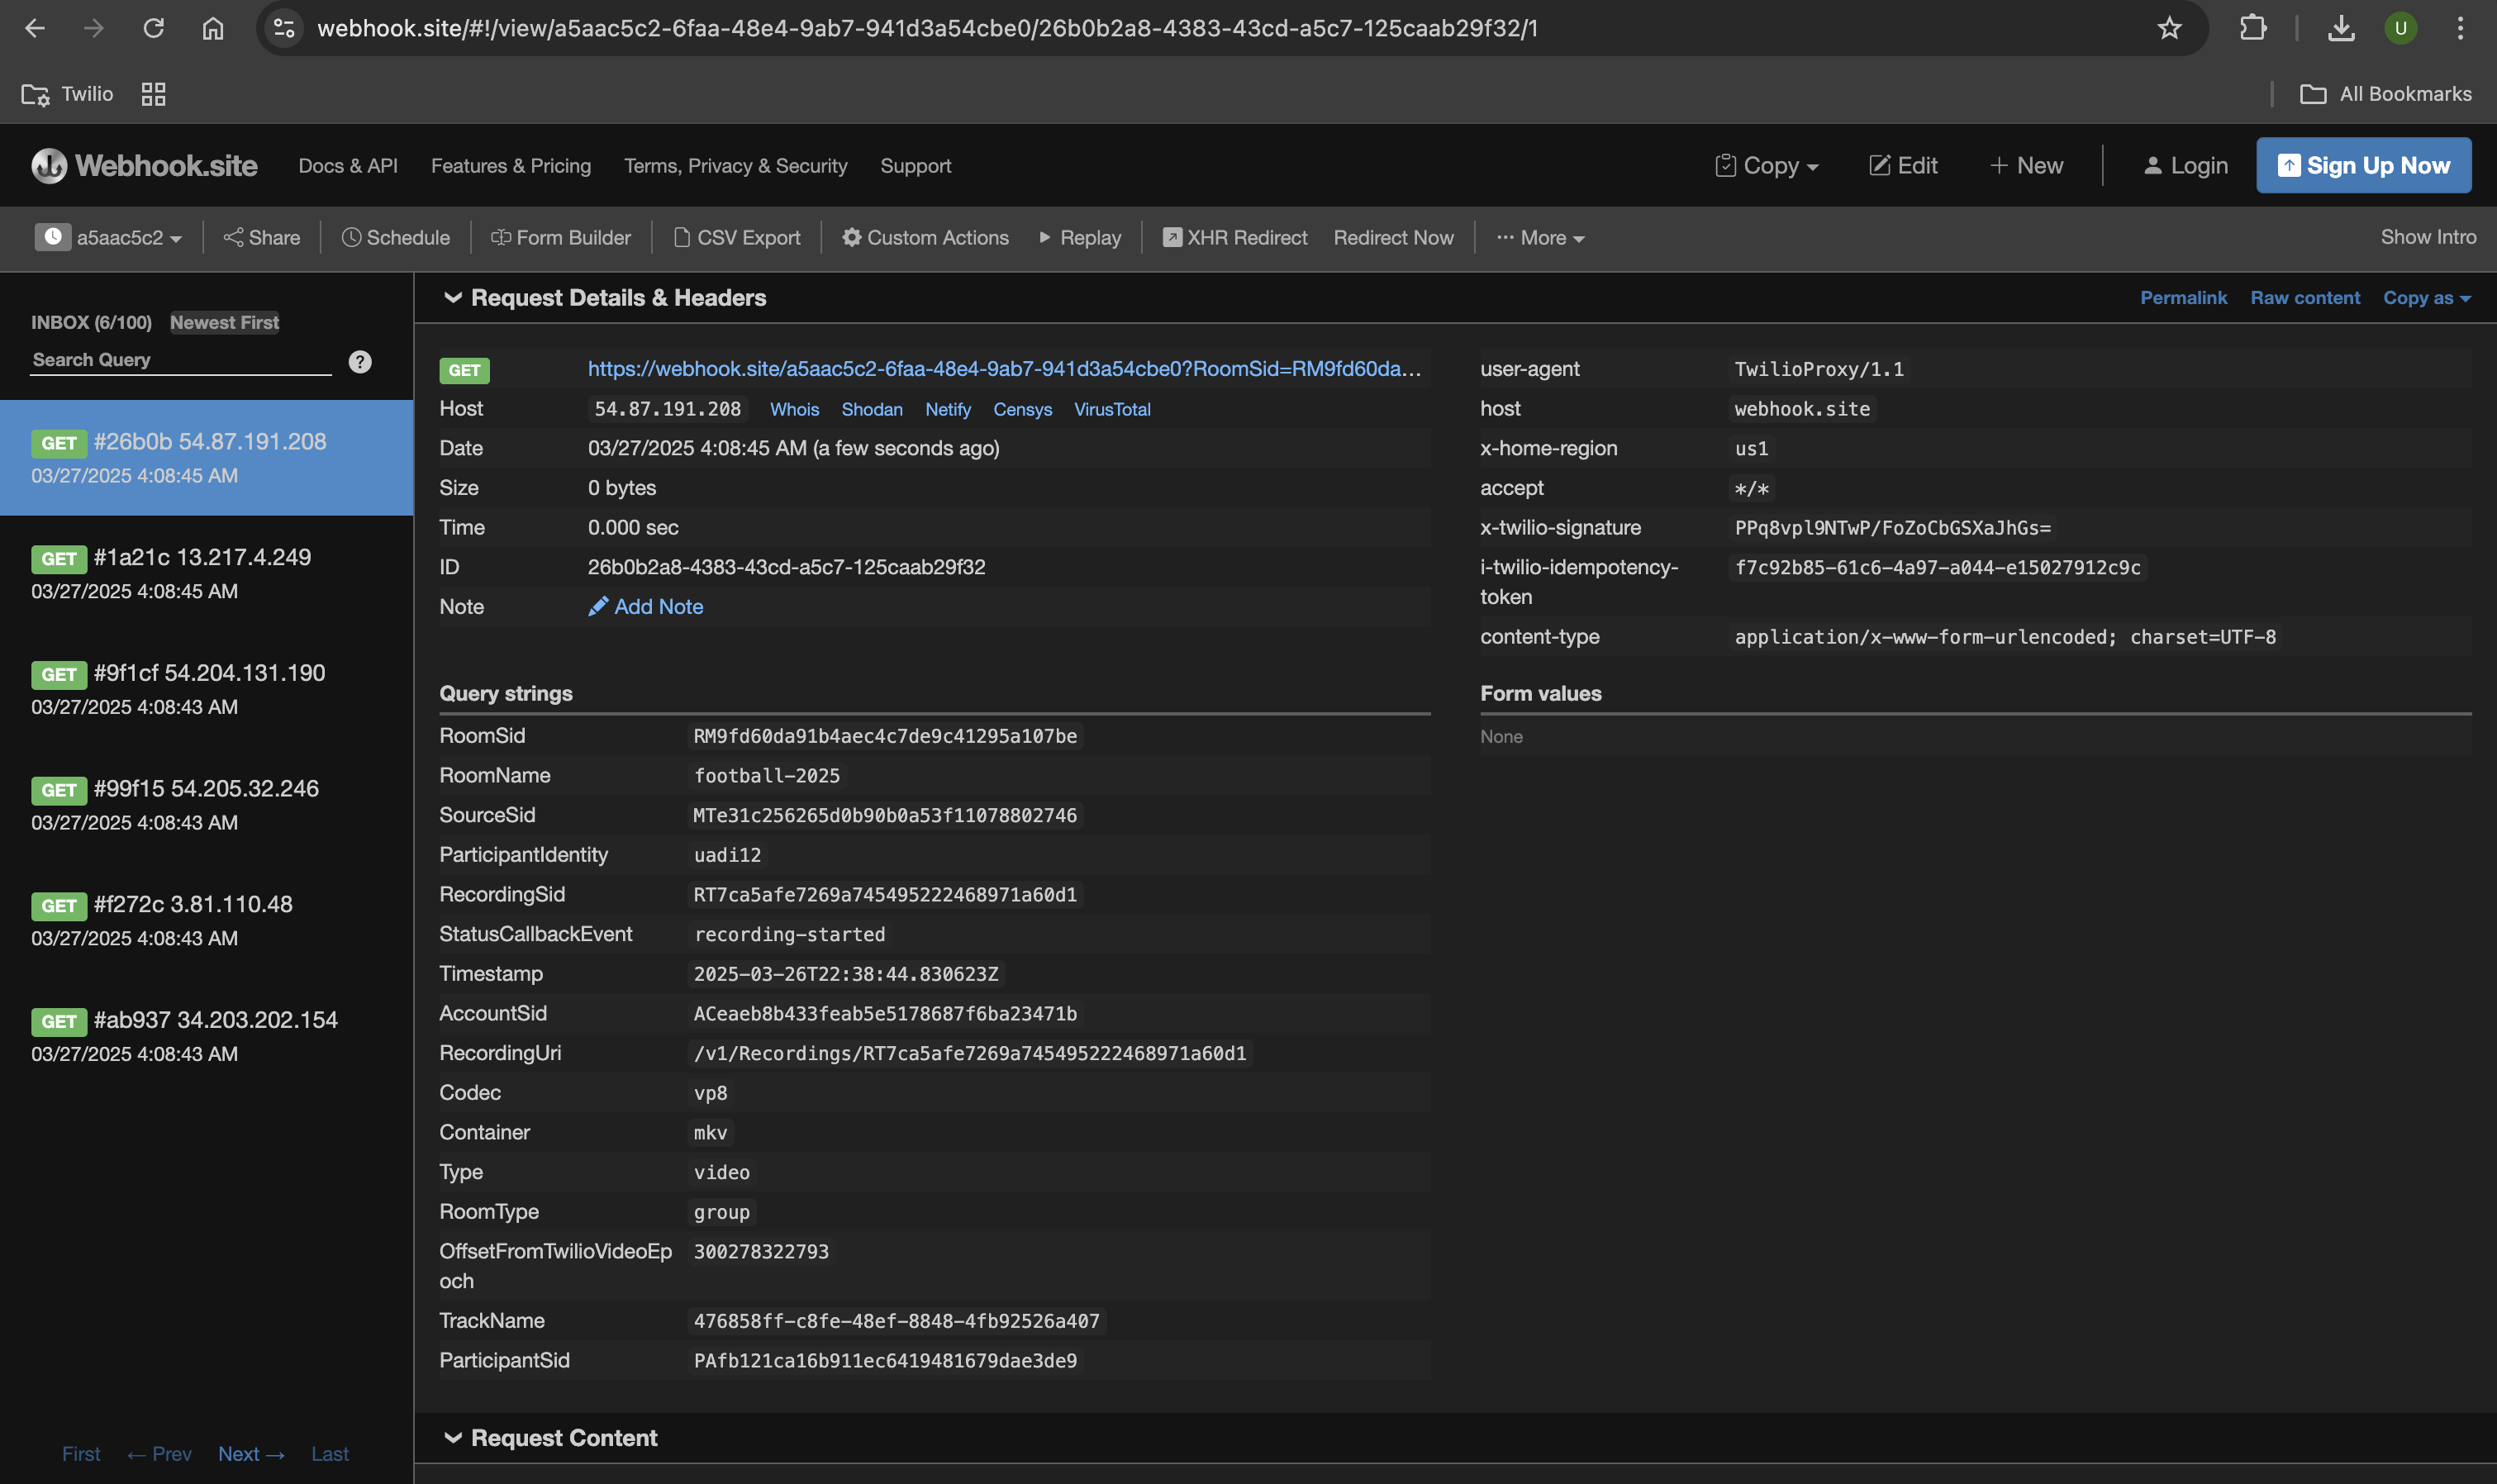 webhook.site/#!/view/a5aac5c2-6faa-48e4-9ab7-941d3a54cbe0/26b0b2a8-4383-43cd-a5c7-125caab29f32/1
U
Twilio
All Bookmarks
Webhook.site Docs & API Features & Pricing Terms, Privacy & Security Support Copy Edit New Login Sign Up Now
a5aac5c2 Share Schedule Form Builder CSV Export Custom Actions Replay XHR Redirect Redirect Now More Show Intro
INBOX (6/100) Newest First
Search Query ?
GET #26b0b 54.87.191.208
03/27/2025 4:08:45 AM
GET #1a21c 13.217.4.249
03/27/2025 4:08:45 AM
GET #9f1cf 54.204.131.190
03/27/2025 4:08:43 AM
GET #99f15 54.205.32.246
03/27/2025 4:08:43 AM
GET #f272c 3.81.110.48
03/27/2025 4:08:43 AM
GET #ab937 34.203.202.154
03/27/2025 4:08:43 AM
First ← Prev Next → Last
Request Details & Headers Permalink Raw content Copy as
GET https://webhook.site/a5aac5c2-6faa-48e4-9ab7-941d3a54cbe0?RoomSid=RM9fd60da...
Host 54.87.191.208 Whois Shodan Netify Censys VirusTotal
Date 03/27/2025 4:08:45 AM (a few seconds ago)
Size 0 bytes
Time 0.000 sec
ID 26b0b2a8-4383-43cd-a5c7-125caab29f32
Note Add Note
user-agent TwilioProxy/1.1
host webhook.site
x-home-region us1
accept */*
x-twilio-signature PPq8vpl9NTwP/FoZoCbGSXaJhGs=
i-twilio-idempotency- f7c92b85-61c6-4a97-a044-e15027912c9c
token
content-type application/x-www-form-urlencoded; charset=UTF-8
Query strings
RoomSid RM9fd60da91b4aec4c7de9c41295a107be
RoomName football-2025
SourceSid MTe31c256265d0b90b0a53f11078802746
ParticipantIdentity uadi12
RecordingSid RT7ca5afe7269a745495222468971a60d1
StatusCallbackEvent recording-started
Timestamp 2025-03-26T22:38:44.830623Z
AccountSid ACeaeb8b433feab5e5178687f6ba23471b
RecordingUri /v1/Recordings/RT7ca5afe7269a745495222468971a60d1
Codec vp8
Container mkv
Type video
RoomType group
OffsetFromTwilioVideoEp 300278322793
och
TrackName 476858ff-c8fe-48ef-8848-4fb92526a407
ParticipantSid PAfb121ca16b911ec6419481679dae3de9
Form values
None
Request Content